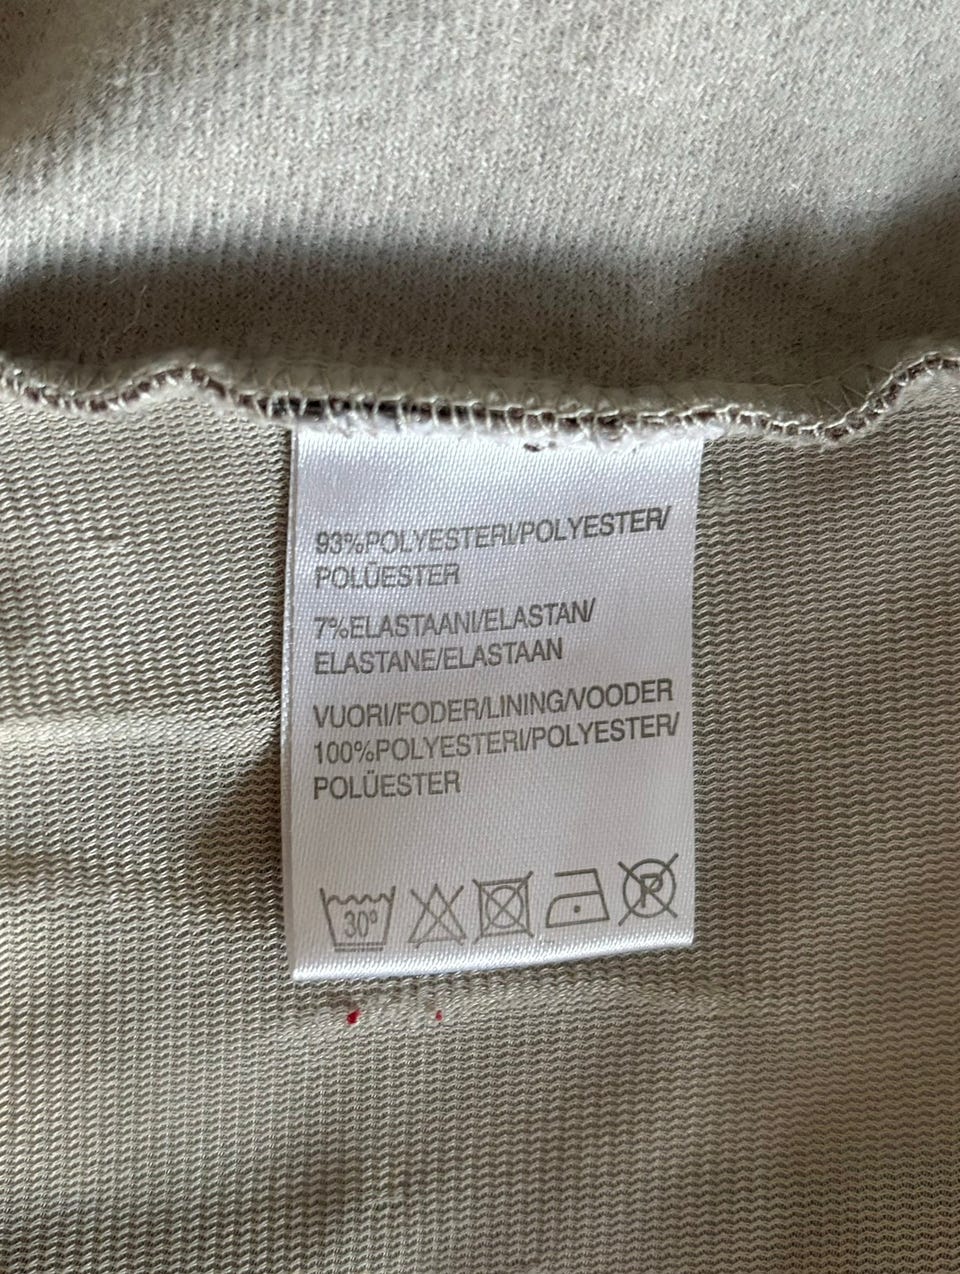 93%POLYESTERI/POLYESTER/
POLÜESTER
7%ELASTAANI/ELASTAN/
ELASTANE/ELASTAAN
VUORI/FODER/LINING/VOODER
100%POLYESTERI/POLYESTER/
POLÜESTER
30° P